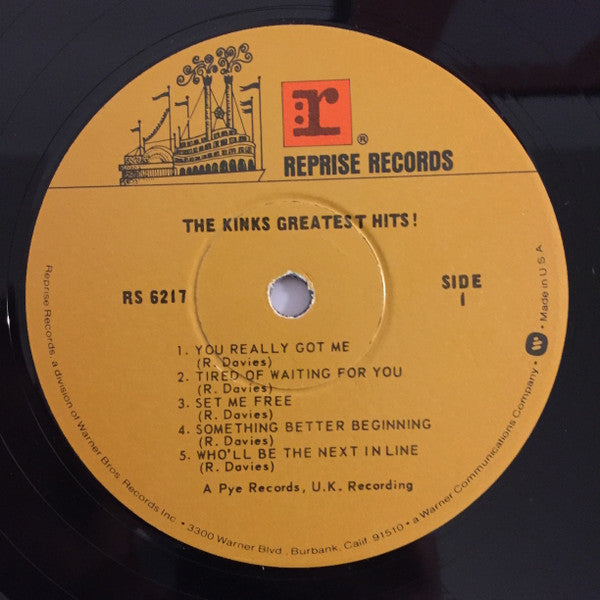 r
®
REPRISE RECORDS
THE KINKS GREATEST HITS!
RS 6217
SIDE
1
1. YOU REALLY GOT ME
(R. Davies)
2. TIRED OF WAITING FOR YOU
(R. Davies)
3. SET ME FREE
(R. Davies)
4. SOMETHING BETTER BEGINNING
(R. Davies)
5. WHO'LL BE THE NEXT IN LINE
(R. Davies)
A Pye Records, U.K. Recording
Reprise Records, a division of Warner Bros. Records Inc. • 3300 Warner Blvd., Burbank, Calif. 91510 • a Warner Communications Company • W • Made in U S A